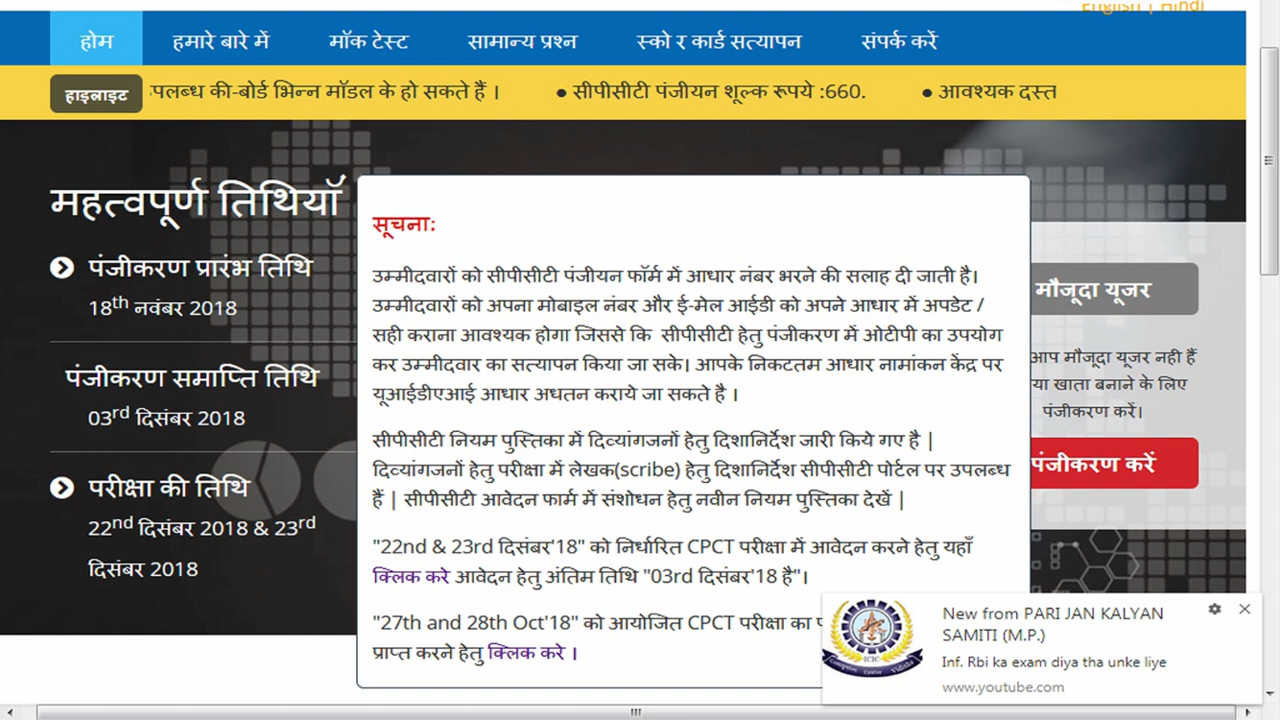 English | Hindi
होम हमारे बारे में मॉक टेस्ट सामान्य प्रश्न स्को र कार्ड सत्यापन संपर्क करें
हाइलाइट पलब्ध की-बोर्ड भिन्न मॉडल के हो सकते हैं । ● सीपीसीटी पंजीयन शूल्क रूपये :660. ● आवश्यक दस्त
महत्वपूर्ण तिथियाॅं
पंजीकरण प्रारंभ तिथि
18th नवंबर 2018
पंजीकरण समाप्ति तिथि
03rd दिसंबर 2018
परीक्षा की तिथि
22nd दिसंबर 2018 & 23rd
दिसंबर 2018
सूचना:
उम्मीदवारों को सीपीसीटी पंजीयन फॉर्म में आधार नंबर भरने की सलाह दी जाती है।
उम्मीदवारों को अपना मोबाइल नंबर और ई-मेल आईडी को अपने आधार में अपडेट /
सही कराना आवश्यक होगा जिससे कि सीपीसीटी हेतु पंजीकरण में ओटीपी का उपयोग
कर उम्मीदवार का सत्यापन किया जा सके। आपके निकटतम आधार नामांकन केंद्र पर
यूआईडीएआई आधार अधतन कराये जा सकते है ।
सीपीसीटी नियम पुस्तिका में दिव्यांगजनों हेतु दिशानिर्देश जारी किये गए है |
दिव्यांगजनों हेतु परीक्षा में लेखक(scribe) हेतु दिशानिर्देश सीपीसीटी पोर्टल पर उपलब्ध
हैं | सीपीसीटी आवेदन फार्म में संशोधन हेतु नवीन नियम पुस्तिका देखें |
"22nd & 23rd दिसंबर'18" को निर्धारित CPCT परीक्षा में आवेदन करने हेतु यहाँ
क्लिक करे आवेदन हेतु अंतिम तिथि "03rd दिसंबर'18 है"।
"27th and 28th Oct'18" को आयोजित CPCT परीक्षा का
प्राप्त करने हेतु क्लिक करे ।
मौजूदा यूजर
आप मौजूदा यूजर नही हैं
या खाता बनाने के लिए
पंजीकरण करें।
पंजीकरण करें
New from PARI JAN KALYAN
SAMITI (M.P.)
Inf. Rbi ka exam diya tha unke liye
www.youtube.com
ICIC
Computer Center Vidisha